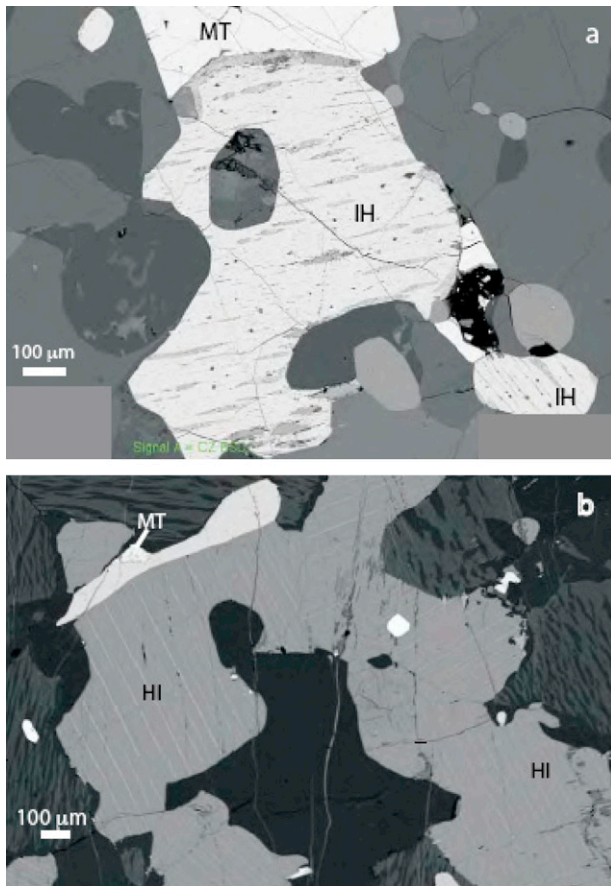 MT
a
IH
100 µm
IH
Signal A = CZ BSD
b
MT
HI
HI
100 µm